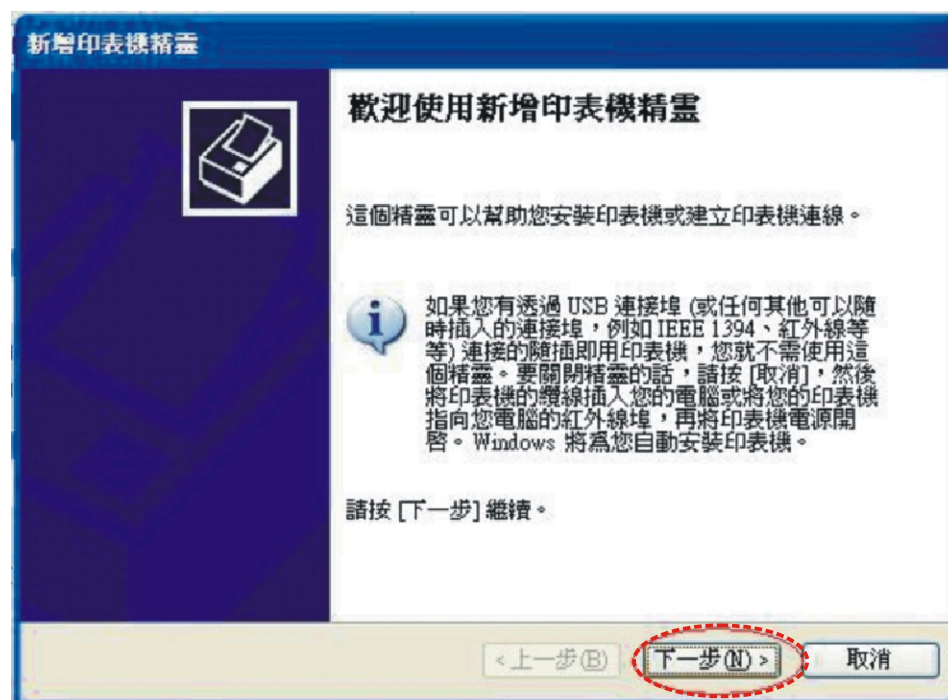 新增印表機精靈
歡迎使用新增印表機精靈
這個精靈可以幫助您安裝印表機或建立印表機連線。
如果您有透過 USB 連接埠 (或任何其他可以隨
時插入的連接埠，例如 IEEE 1394、紅外線等
等) 連接的隨插即用印表機，您就不需使用這
個精靈。要關閉精靈的話，請按 [取消]，然後
將印表機的纜線插入您的電腦或將您的印表機
指向您電腦的紅外線埠，再將印表機電源開
啓。Windows 將爲您自動安裝印表機。
請按 [下一步] 繼續。
<上一步(B) 下一步(N) > 取消